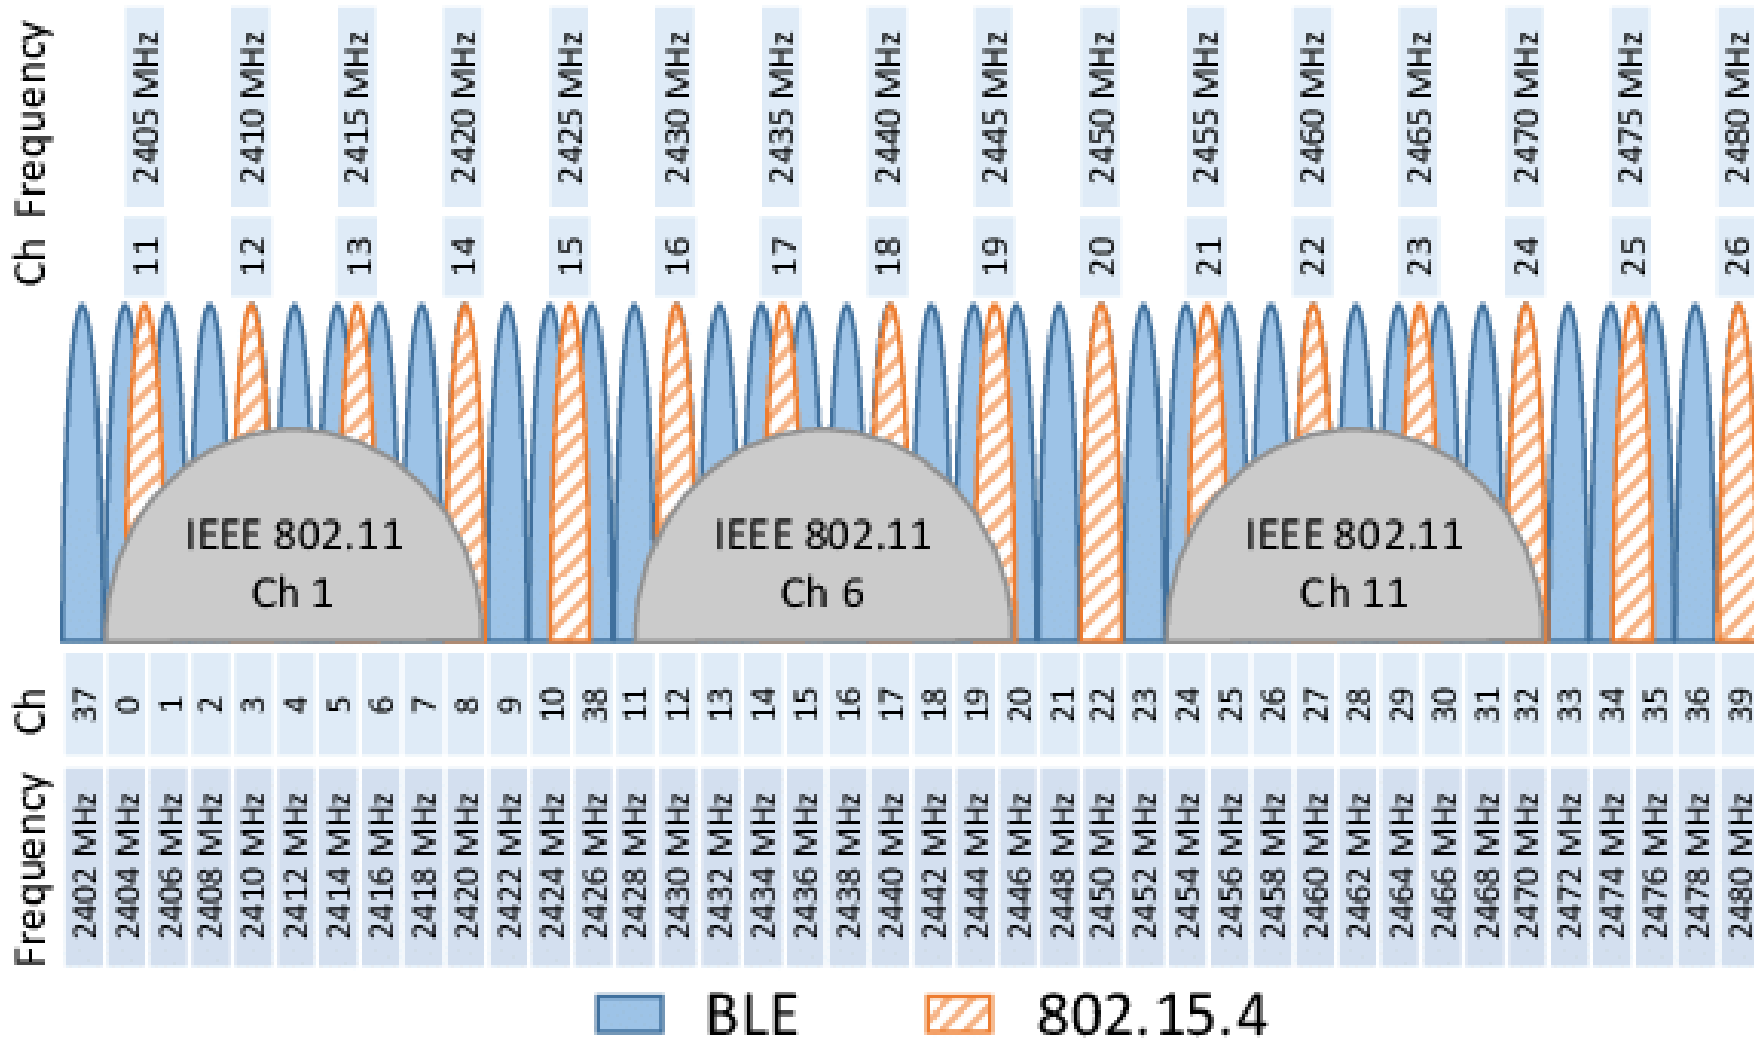 Frequency 2405 MHz 2410 MHz 2415 MHz 2420 MHz 2425 MHz 2430 MHz 2435 MHz 2440 MHz 2445 MHz 2450 MHz 2455 MHz 2460 MHz 2465 MHz 2470 MHz 2475 MHz 2480 MHz
Ch 11 12 13 14 15 16 17 18 19 20 21 22 23 24 25 26
IEEE 802.11 IEEE 802.11 IEEE 802.11
Ch 1 Ch 6 Ch 11
Ch 37 0 1 2 3 4 5 6 7 8 9 10 38 11 12 13 14 15 16 17 18 19 20 21 22 23 24 25 26 27 28 29 30 31 32 33 34 35 36 39
Frequency 2402 MHz 2404 MHz 2406 MHz 2408 MHz 2410 MHz 2412 MHz 2414 MHz 2416 MHz 2418 MHz 2420 MHz 2422 MHz 2424 MHz 2426 MHz 2428 MHz 2430 MHz 2432 MHz 2434 MHz 2436 MHz 2438 MHz 2440 MHz 2442 MHz 2444 MHz 2446 MHz 2448 MHz 2450 MHz 2452 MHz 2454 MHz 2456 MHz 2458 MHz 2460 MHz 2462 MHz 2464 MHz 2466 MHz 2468 MHz 2470 MHz 2472 MHz 2474 MHz 2476 MHz 2478 MHz 2480 MHz
BLE 802.15.4